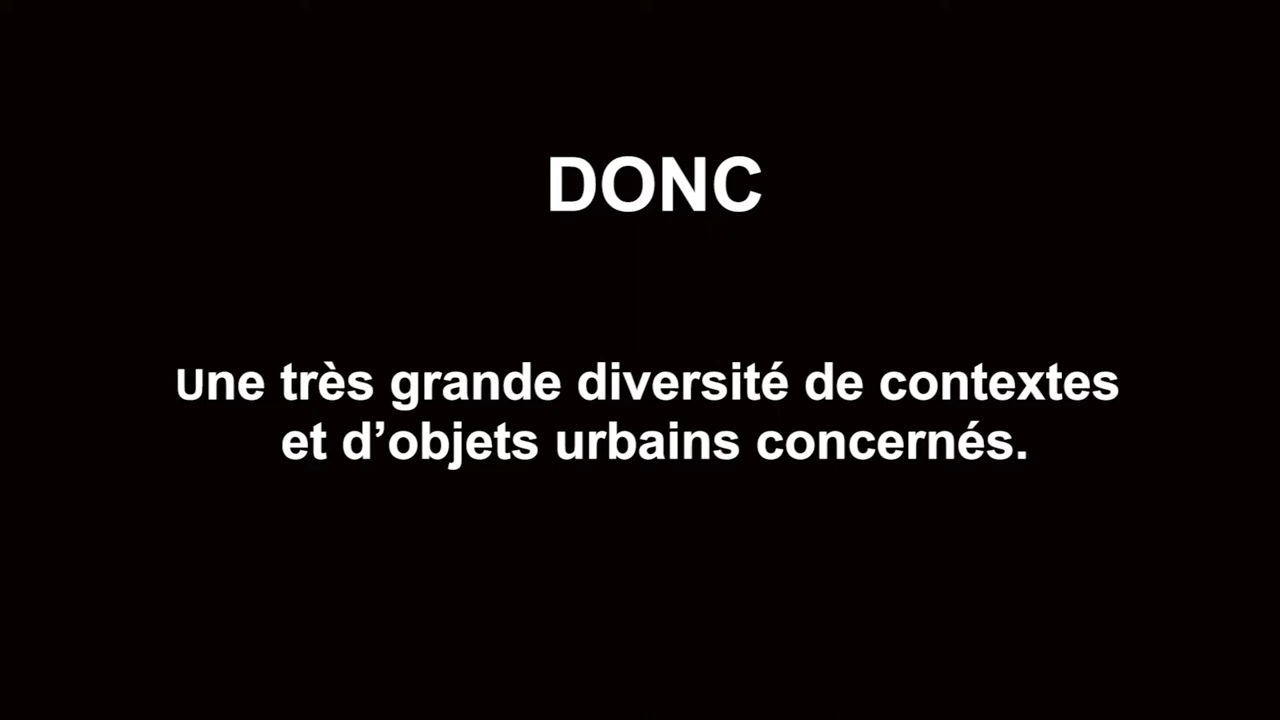 DONC
Une très grande diversité de contextes
et d’objets urbains concernés.